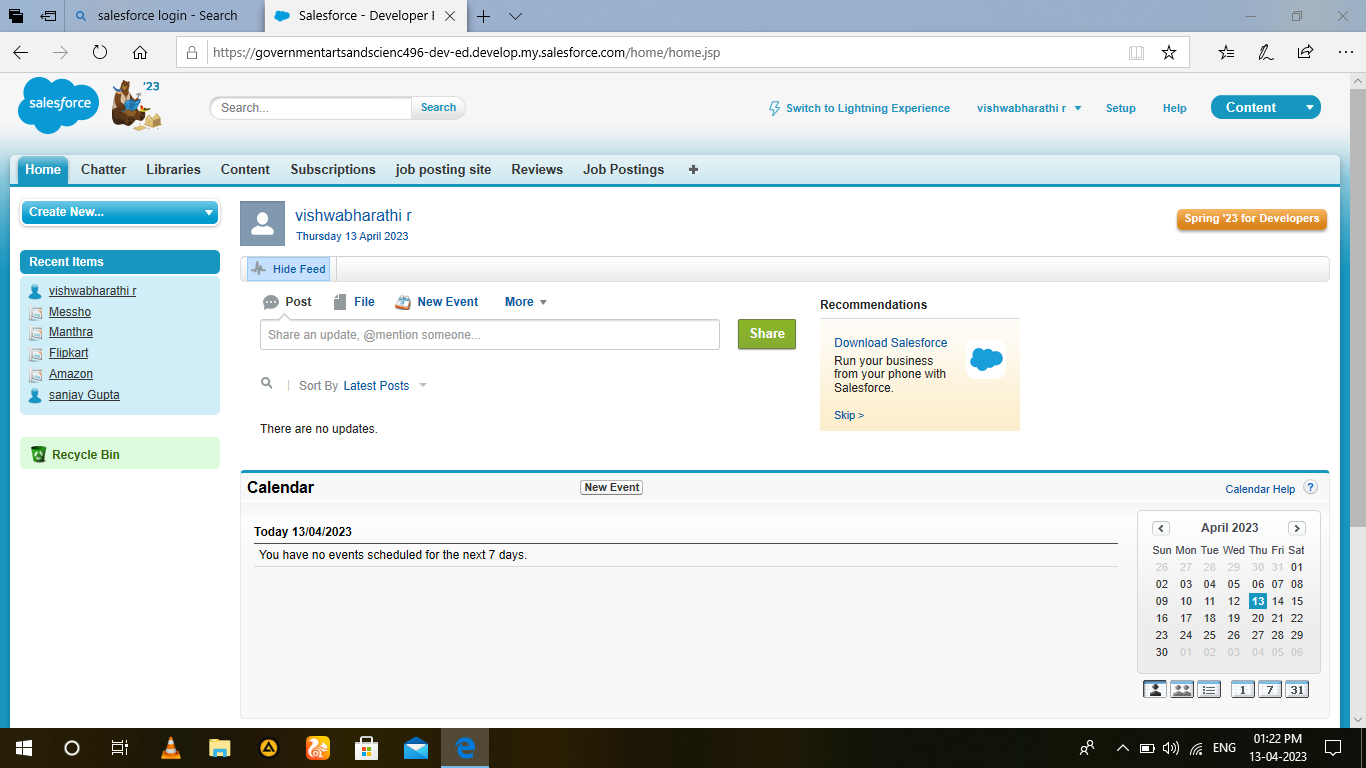 salesforce login - Search
Salesforce - Developer E
https://governmentartsandscienc496-dev-ed.develop.my.salesforce.com/home/home.jsp
salesforce
'23
Search...
Search
Switch to Lightning Experience
vishwabharathi r
Setup
Help
Content
Home
Chatter
Libraries
Content
Subscriptions
job posting site
Reviews
Job Postings
Create New...
vishwabharathi r
Thursday 13 April 2023
Spring '23 for Developers
Recent Items
vishwabharathi r
Messho
Manthra
Flipkart
Amazon
sanjay Gupta
Recycle Bin
Hide Feed
Post
File
New Event
More
Share an update, @mention someone...
Share
Sort By Latest Posts
There are no updates.
Recommendations
Download Salesforce
Run your business
from your phone with
Salesforce.
Skip >
Calendar
New Event
Calendar Help ?
Today 13/04/2023
You have no events scheduled for the next 7 days.
April 2023
Sun Mon Tue Wed Thu Fri Sat
26 27 28 29 30 31 01
02 03 04 05 06 07 08
09 10 11 12 13 14 15
16 17 18 19 20 21 22
23 24 25 26 27 28 29
30 01 02 03 04 05 06
1 7 31
ENG
01:22 PM
13-04-2023